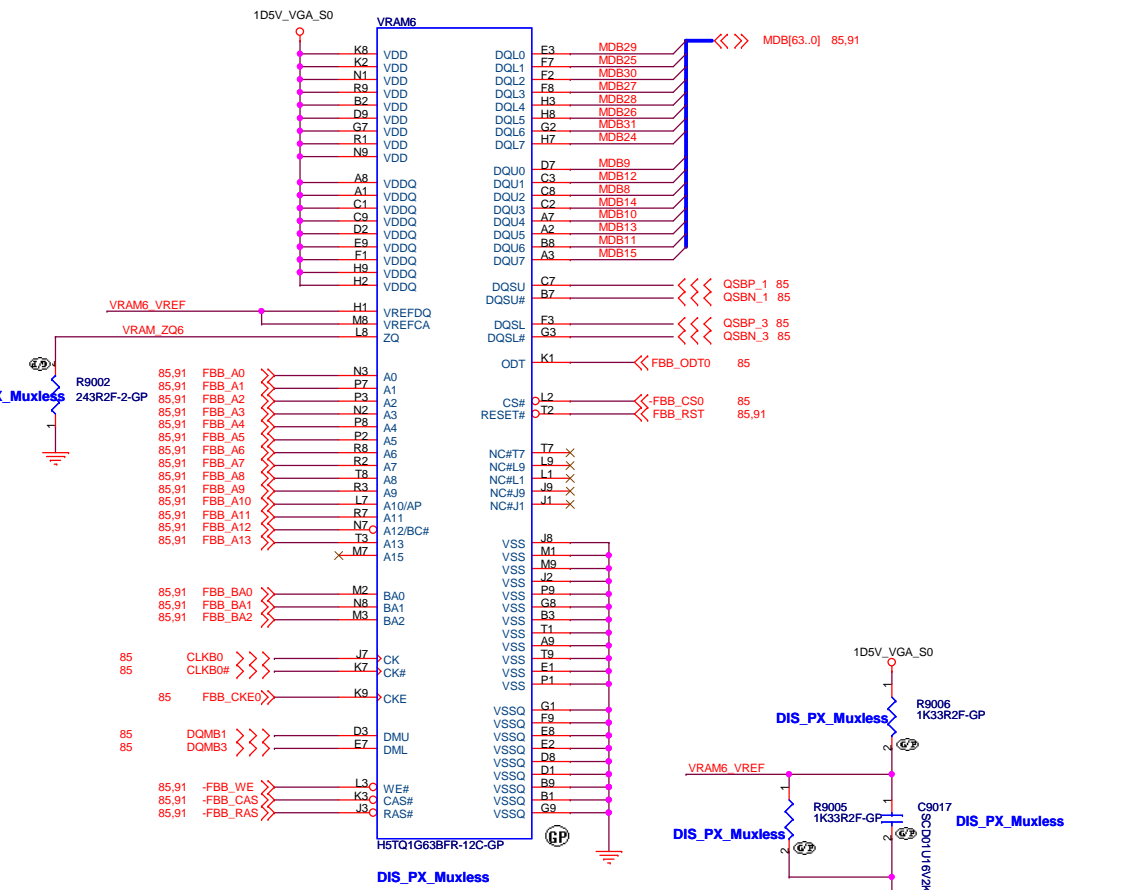 1D5V_VGA_S0
VRAM6
K8 VDD DQL0 E3 MDB29 MDB[63..0] 85,91
K2 VDD DQL1 F7 MDB25
N1 VDD DQL2 F2 MDB30
R9 VDD DQL3 F8 MDB27
B2 VDD DQL4 H3 MDB28
D9 VDD DQL5 H8 MDB26
G7 VDD DQL6 G2 MDB31
R1 VDD DQL7 H7 MDB24
N9 VDD
DQU0 D7 MDB9
A8 VDDQ DQU1 C3 MDB12
A1 VDDQ DQU2 C8 MDB8
C1 VDDQ DQU3 C2 MDB14
C9 VDDQ DQU4 A7 MDB10
D2 VDDQ DQU5 A2 MDB13
E9 VDDQ DQU6 B8 MDB11
F1 VDDQ DQU7 A3 MDB15
H9 VDDQ
H2 VDDQ DQSU C7 QSBP_1 85
DQSU# B7 QSBN_1 85
VRAM6_VREF H1 VREFDQ
M8 VREFCA DQSL F3 QSBP_3 85
VRAM_ZQ6 L8 ZQ DQSL# G3 QSBN_3 85
ODT K1 FBB_ODT0 85
2 G/P
R9002
243R2F-2-GP
X_Muxless
1
85,91 FBB_A0 N3 A0
85,91 FBB_A1 P7 A1
85,91 FBB_A2 P3 A2 CS# L2 -FBB_CS0 85
85,91 FBB_A3 N2 A3 RESET# T2 FBB_RST 85,91
85,91 FBB_A4 P8 A4
85,91 FBB_A5 P2 A5
85,91 FBB_A6 R8 A6 NC#T7 T7
85,91 FBB_A7 R2 A7 NC#L9 L9
85,91 FBB_A8 T8 A8 NC#L1 L1
85,91 FBB_A9 R3 A9 NC#J9 J9
85,91 FBB_A10 L7 A10/AP NC#J1 J1
85,91 FBB_A11 R7 A11
85,91 FBB_A12 N7 A12/BC#
85,91 FBB_A13 T3 A13 VSS J8
M7 A15 VSS M1
VSS M9
VSS J2
85,91 FBB_BA0 M2 BA0 VSS P9
85,91 FBB_BA1 N8 BA1 VSS G8
85,91 FBB_BA2 M3 BA2 VSS B3
VSS T1
VSS A9
85 CLKB0 J7 CK VSS T9
85 CLKB0# K7 CK# VSS E1
VSS P1
85 FBB_CKE0 K9 CKE
VSSQ G1
VSSQ F9
85 DQMB1 D3 DMU VSSQ E8
85 DQMB3 E7 DML VSSQ E2
VSSQ D8
VSSQ D1
85,91 -FBB_WE L3 WE# VSSQ B9
85,91 -FBB_CAS K3 CAS# VSSQ B1
85,91 -FBB_RAS J3 RAS# VSSQ G9
H5TQ1G63BFR-12C-GP
GP
DIS_PX_Muxless
1D5V_VGA_S0
1
R9006
1K33R2F-GP
DIS_PX_Muxless
2 G/P
VRAM6_VREF
1
R9005
1K33R2F-GP
DIS_PX_Muxless
2 G/P
1
C9017
DIS_PX_Muxless
2 G/P